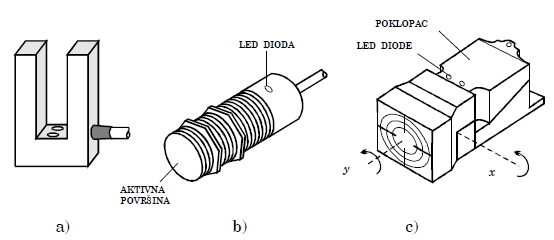 POKLOPAC
LED DIODE
LED DIODA
AKTIVNA
POVRŠINA
y
x
a)
b)
c)